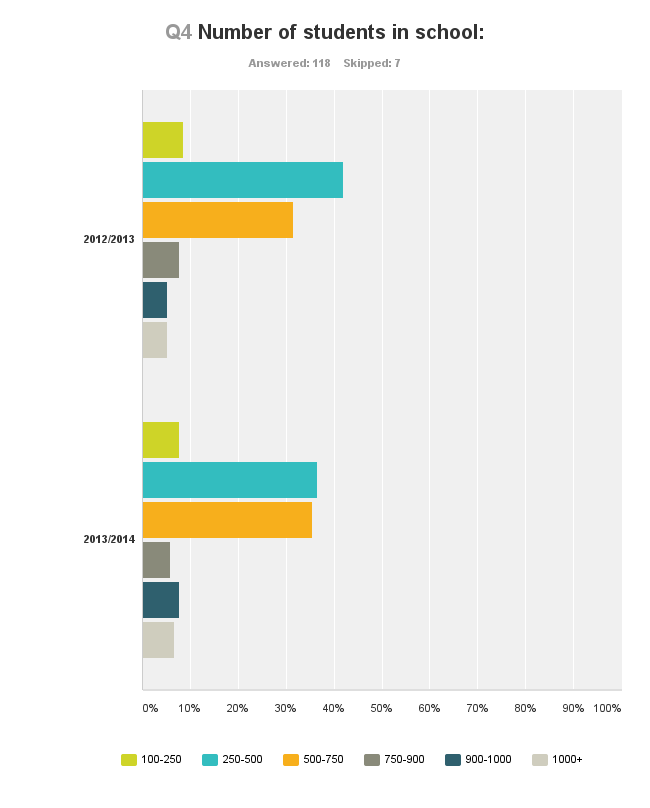 Q4 Number of students in school:
Answered: 118 Skipped: 7
2012/2013
2013/2014
0% 10% 20% 30% 40% 50% 60% 70% 80% 90% 100%
100-250 250-500 500-750 750-900 900-1000 1000+